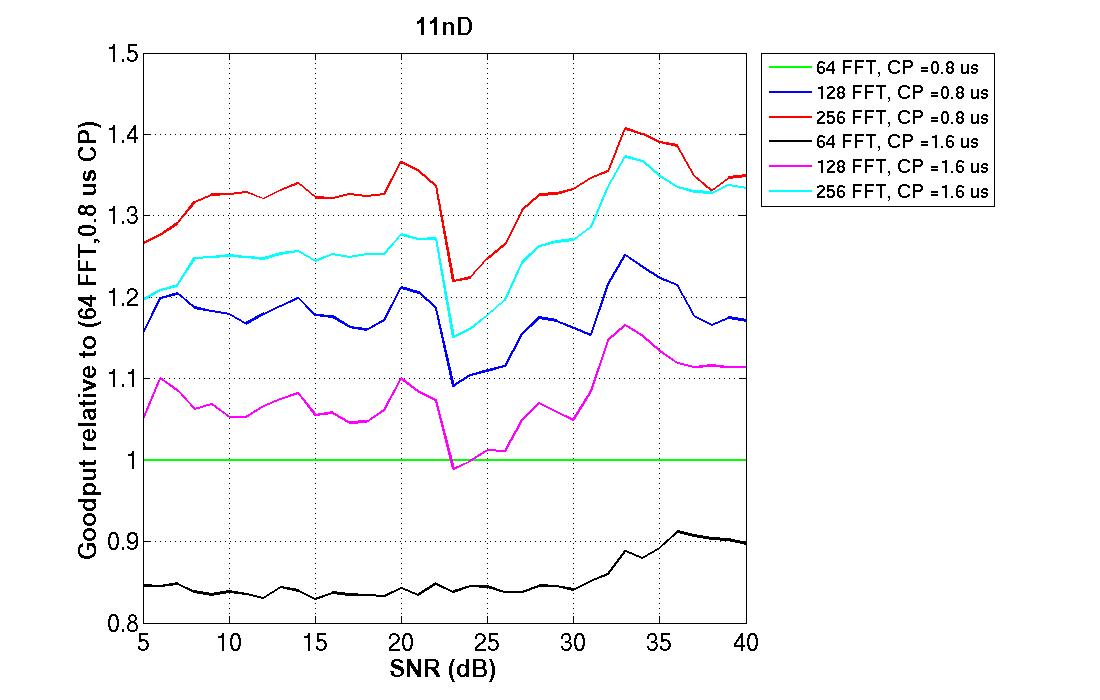 11nD
1.5
1.4
1.3
1.2
1.1
1
0.9
0.8
Goodput relative to (64 FFT,0.8 us CP)
5
10
15
20
25
30
35
40
SNR (dB)
64 FFT, CP =0.8 us
128 FFT, CP =0.8 us
256 FFT, CP =0.8 us
64 FFT, CP =1.6 us
128 FFT, CP =1.6 us
256 FFT, CP =1.6 us